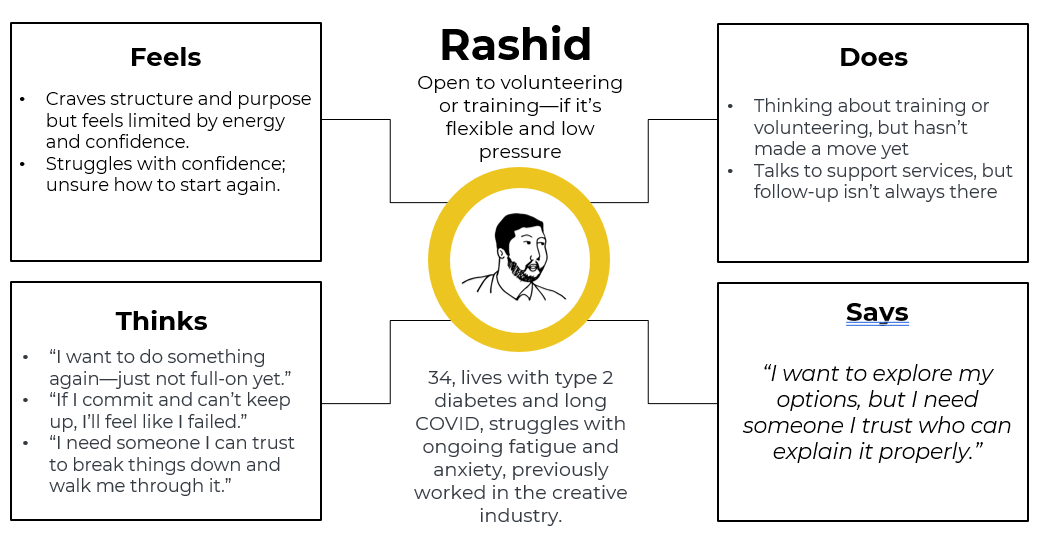 Rashid
Open to volunteering
or training—if it’s
flexible and low
pressure
Feels
• Craves structure and purpose
but feels limited by energy
and confidence.
• Struggles with confidence;
unsure how to start again.
Does
• Thinking about training or
volunteering, but hasn’t
made a move yet
• Talks to support services, but
follow-up isn’t always there
Thinks
• “I want to do something
again—just not full-on yet.”
• “If I commit and can’t keep
up, I’ll feel like I failed.”
• “I need someone I can trust
to break things down and
walk me through it.”
34, lives with type 2
diabetes and long
COVID, struggles with
ongoing fatigue and
anxiety, previously
worked in the creative
industry.
Says
“I want to explore my
options, but I need
someone I trust who can
explain it properly.”